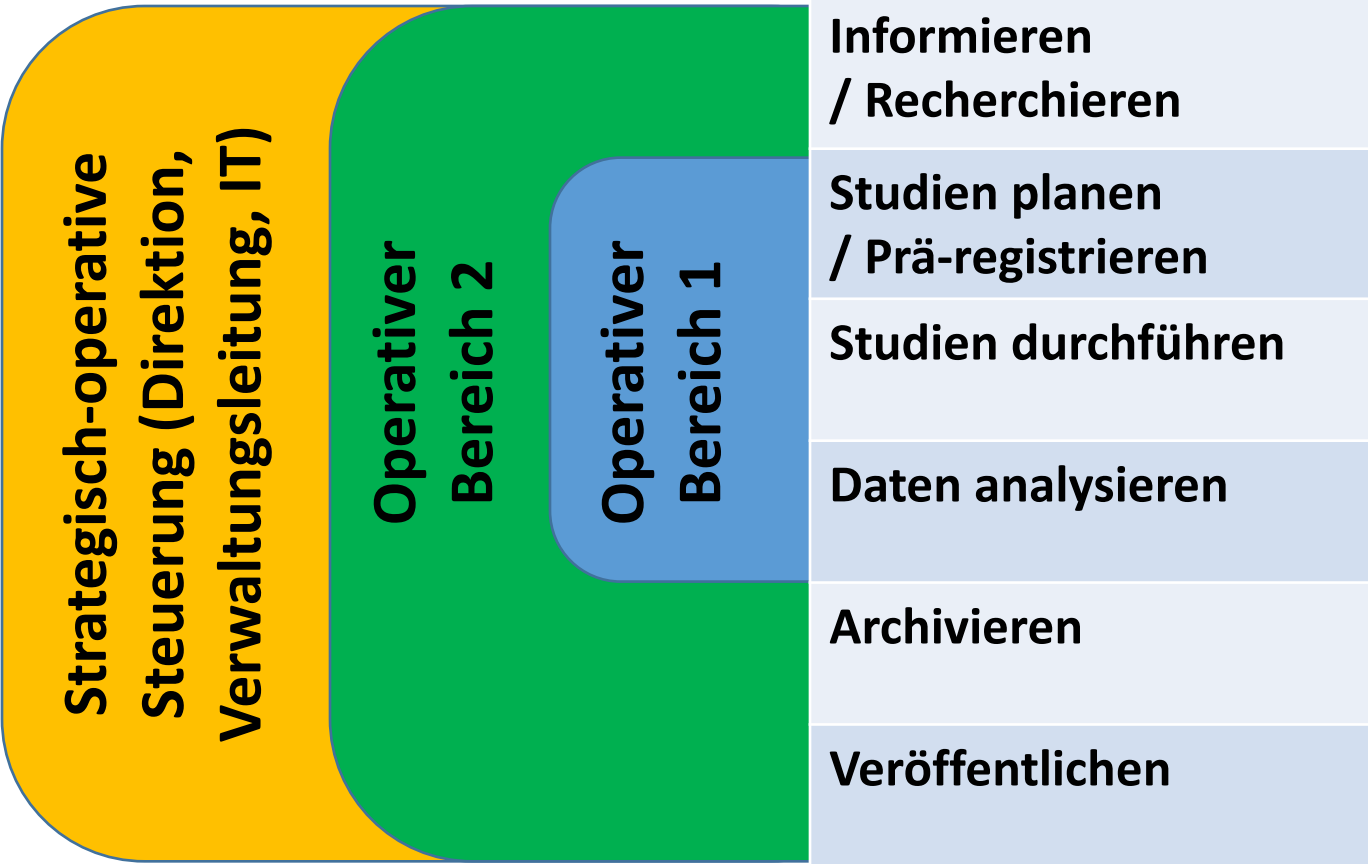 Strategisch-operative
Steuerung (Direktion,
Verwaltungsleitung, IT)
Operativer
Bereich 2
Operativer
Bereich 1
Informieren
/ Recherchieren
Studien planen
/ Prä-registrieren
Studien durchführen
Daten analysieren
Archivieren
Veröffentlichen